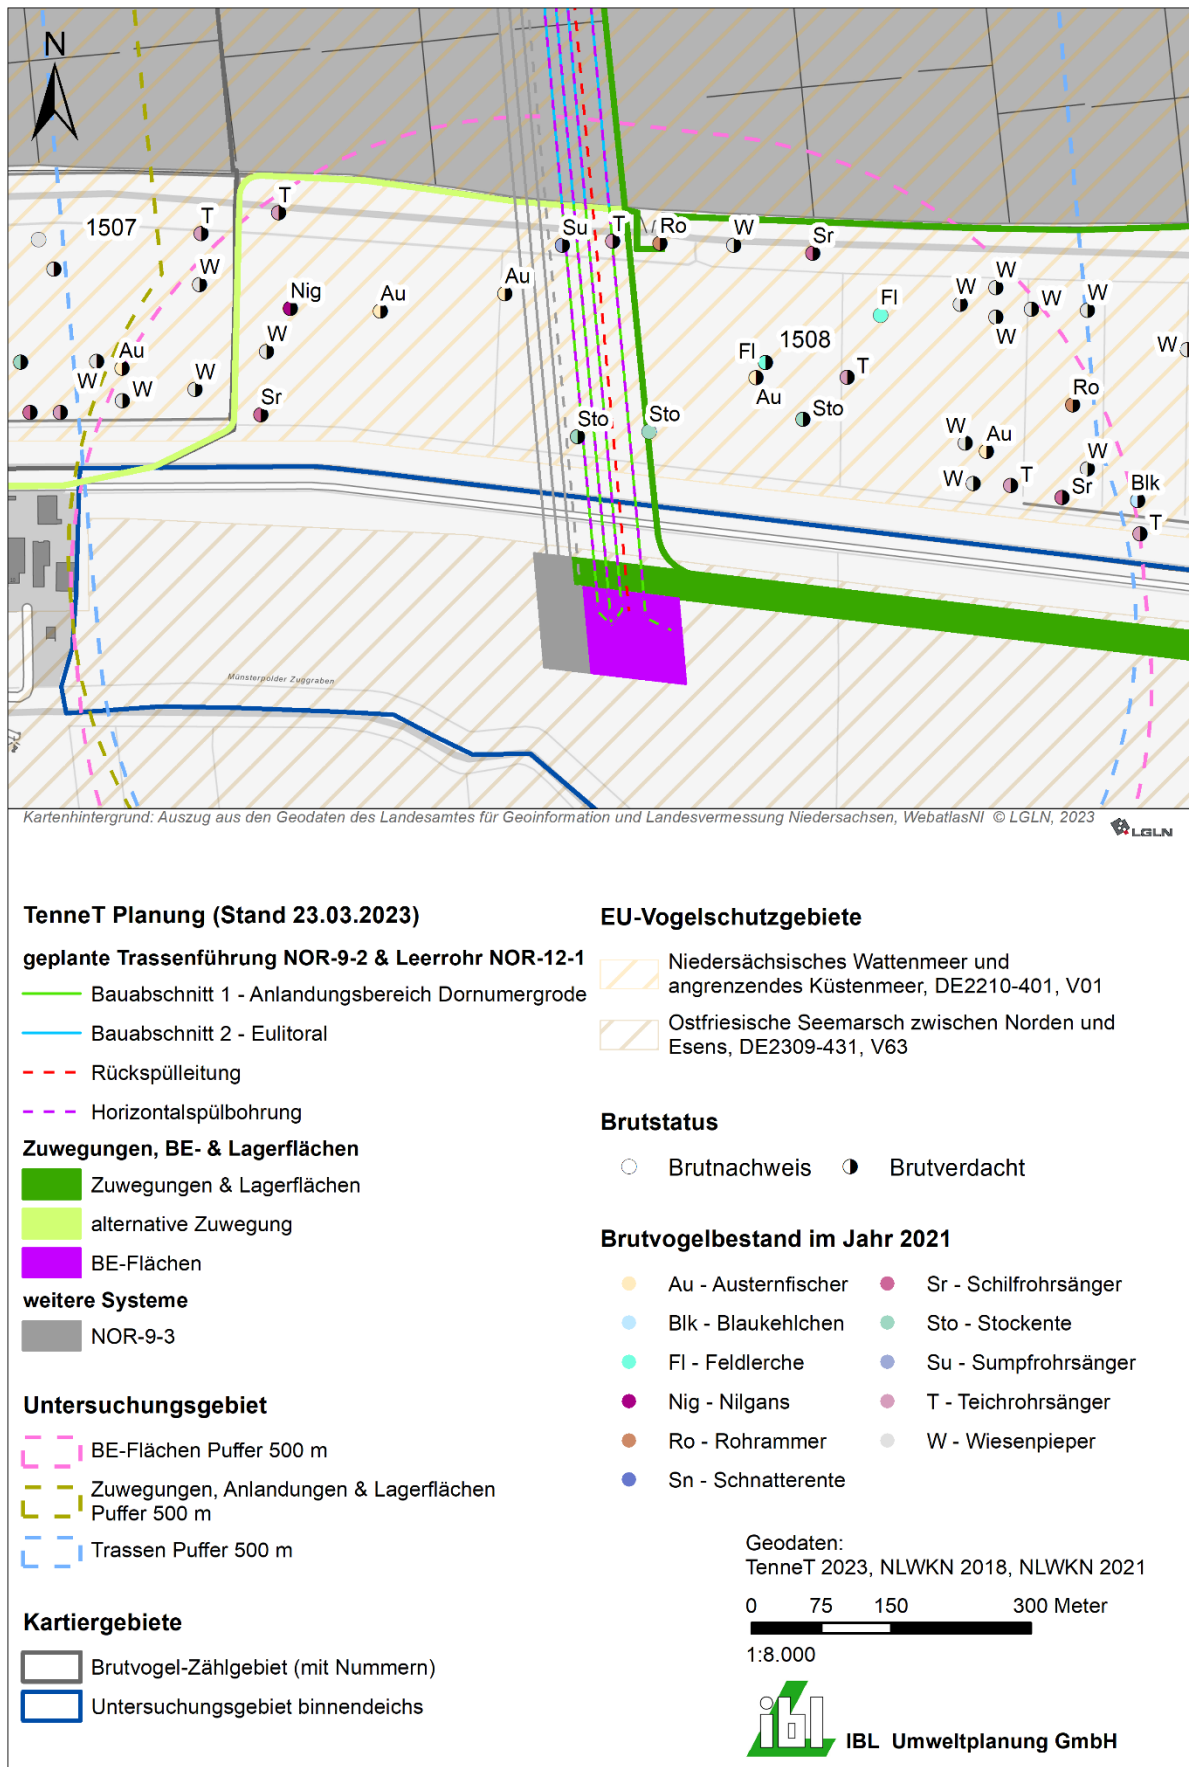 N
T
1507
T
Su
T
Ro
W
Sr
W
Nig
Au
Au
Fl
W
W
W
W
W
W
Au
W
W
W
W
Fl
1508
T
Au
Sr
Sto
Sto
Sto
Ro
W
Au
W
W
T
Sr
Blk
T
Münsterpolder Zuggraben
Kartenhintergrund: Auszug aus den Geodaten des Landesamtes für Geoinformation und Landesvermessung Niedersachsen, WebatlasNI © LGLN, 2023
LGLN
TenneT Planung (Stand 23.03.2023)
geplante Trassenführung NOR-9-2 & Leerrohr NOR-12-1
Bauabschnitt 1 - Anlandungsbereich Dornumergrode
Bauabschnitt 2 - Eulitoral
Rückspülleitung
Horizontalspülbohrung
Zuwegungen, BE- & Lagerflächen
Zuwegungen & Lagerflächen
alternative Zuwegung
BE-Flächen
weitere Systeme
NOR-9-3
Untersuchungsgebiet
BE-Flächen Puffer 500 m
Zuwegungen, Anlandungen & Lagerflächen
Puffer 500 m
Trassen Puffer 500 m
Kartiergebiete
Brutvogel-Zählgebiet (mit Nummern)
Untersuchungsgebiet binnendeichs
EU-Vogelschutzgebiete
Niedersächsisches Wattenmeer und
angrenzendes Küstenmeer, DE2210-401, V01
Ostfriesische Seemarsch zwischen Norden und
Esens, DE2309-431, V63
Brutstatus
Brutnachweis
Brutverdacht
Brutvogelbestand im Jahr 2021
Au - Austernfischer
Blk - Blaukehlchen
Fl - Feldlerche
Nig - Nilgans
Ro - Rohrammer
Sn - Schnatterente
Sr - Schilfrohrsänger
Sto - Stockente
Su - Sumpfrohrsänger
T - Teichrohrsänger
W - Wiesenpieper
Geodaten:
TenneT 2023, NLWKN 2018, NLWKN 2021
0 75 150 300 Meter
1:8.000
ibl
IBL Umweltplanung GmbH